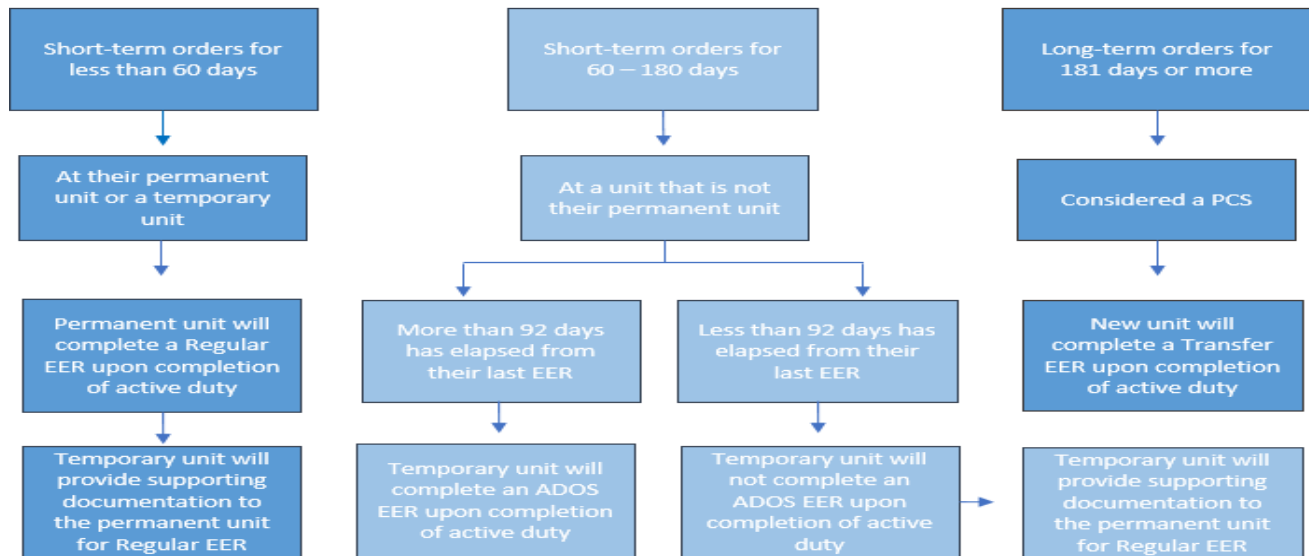 Short-term orders for
less than 60 days
Short-term orders for
60 – 180 days
Long-term orders for
181 days or more
At their permanent
unit or a temporary
unit
At a unit that is not
their permanent unit
Considered a PCS
Permanent unit will
complete a Regular
EER upon completion
of active duty
More than 92 days
has elapsed from
their last EER
Less than 92 days has
elapsed from their
last EER
New unit will
complete a Transfer
EER upon completion
of active duty
Temporary unit will
provide supporting
documentation to
the permanent unit
for Regular EER
Temporary unit will
complete an ADOS
EER upon completion
of active duty
Temporary unit will
not complete an
ADOS EER upon
completion of active
duty
Temporary unit will
provide supporting
documentation to
the permanent unit
for Regular EER